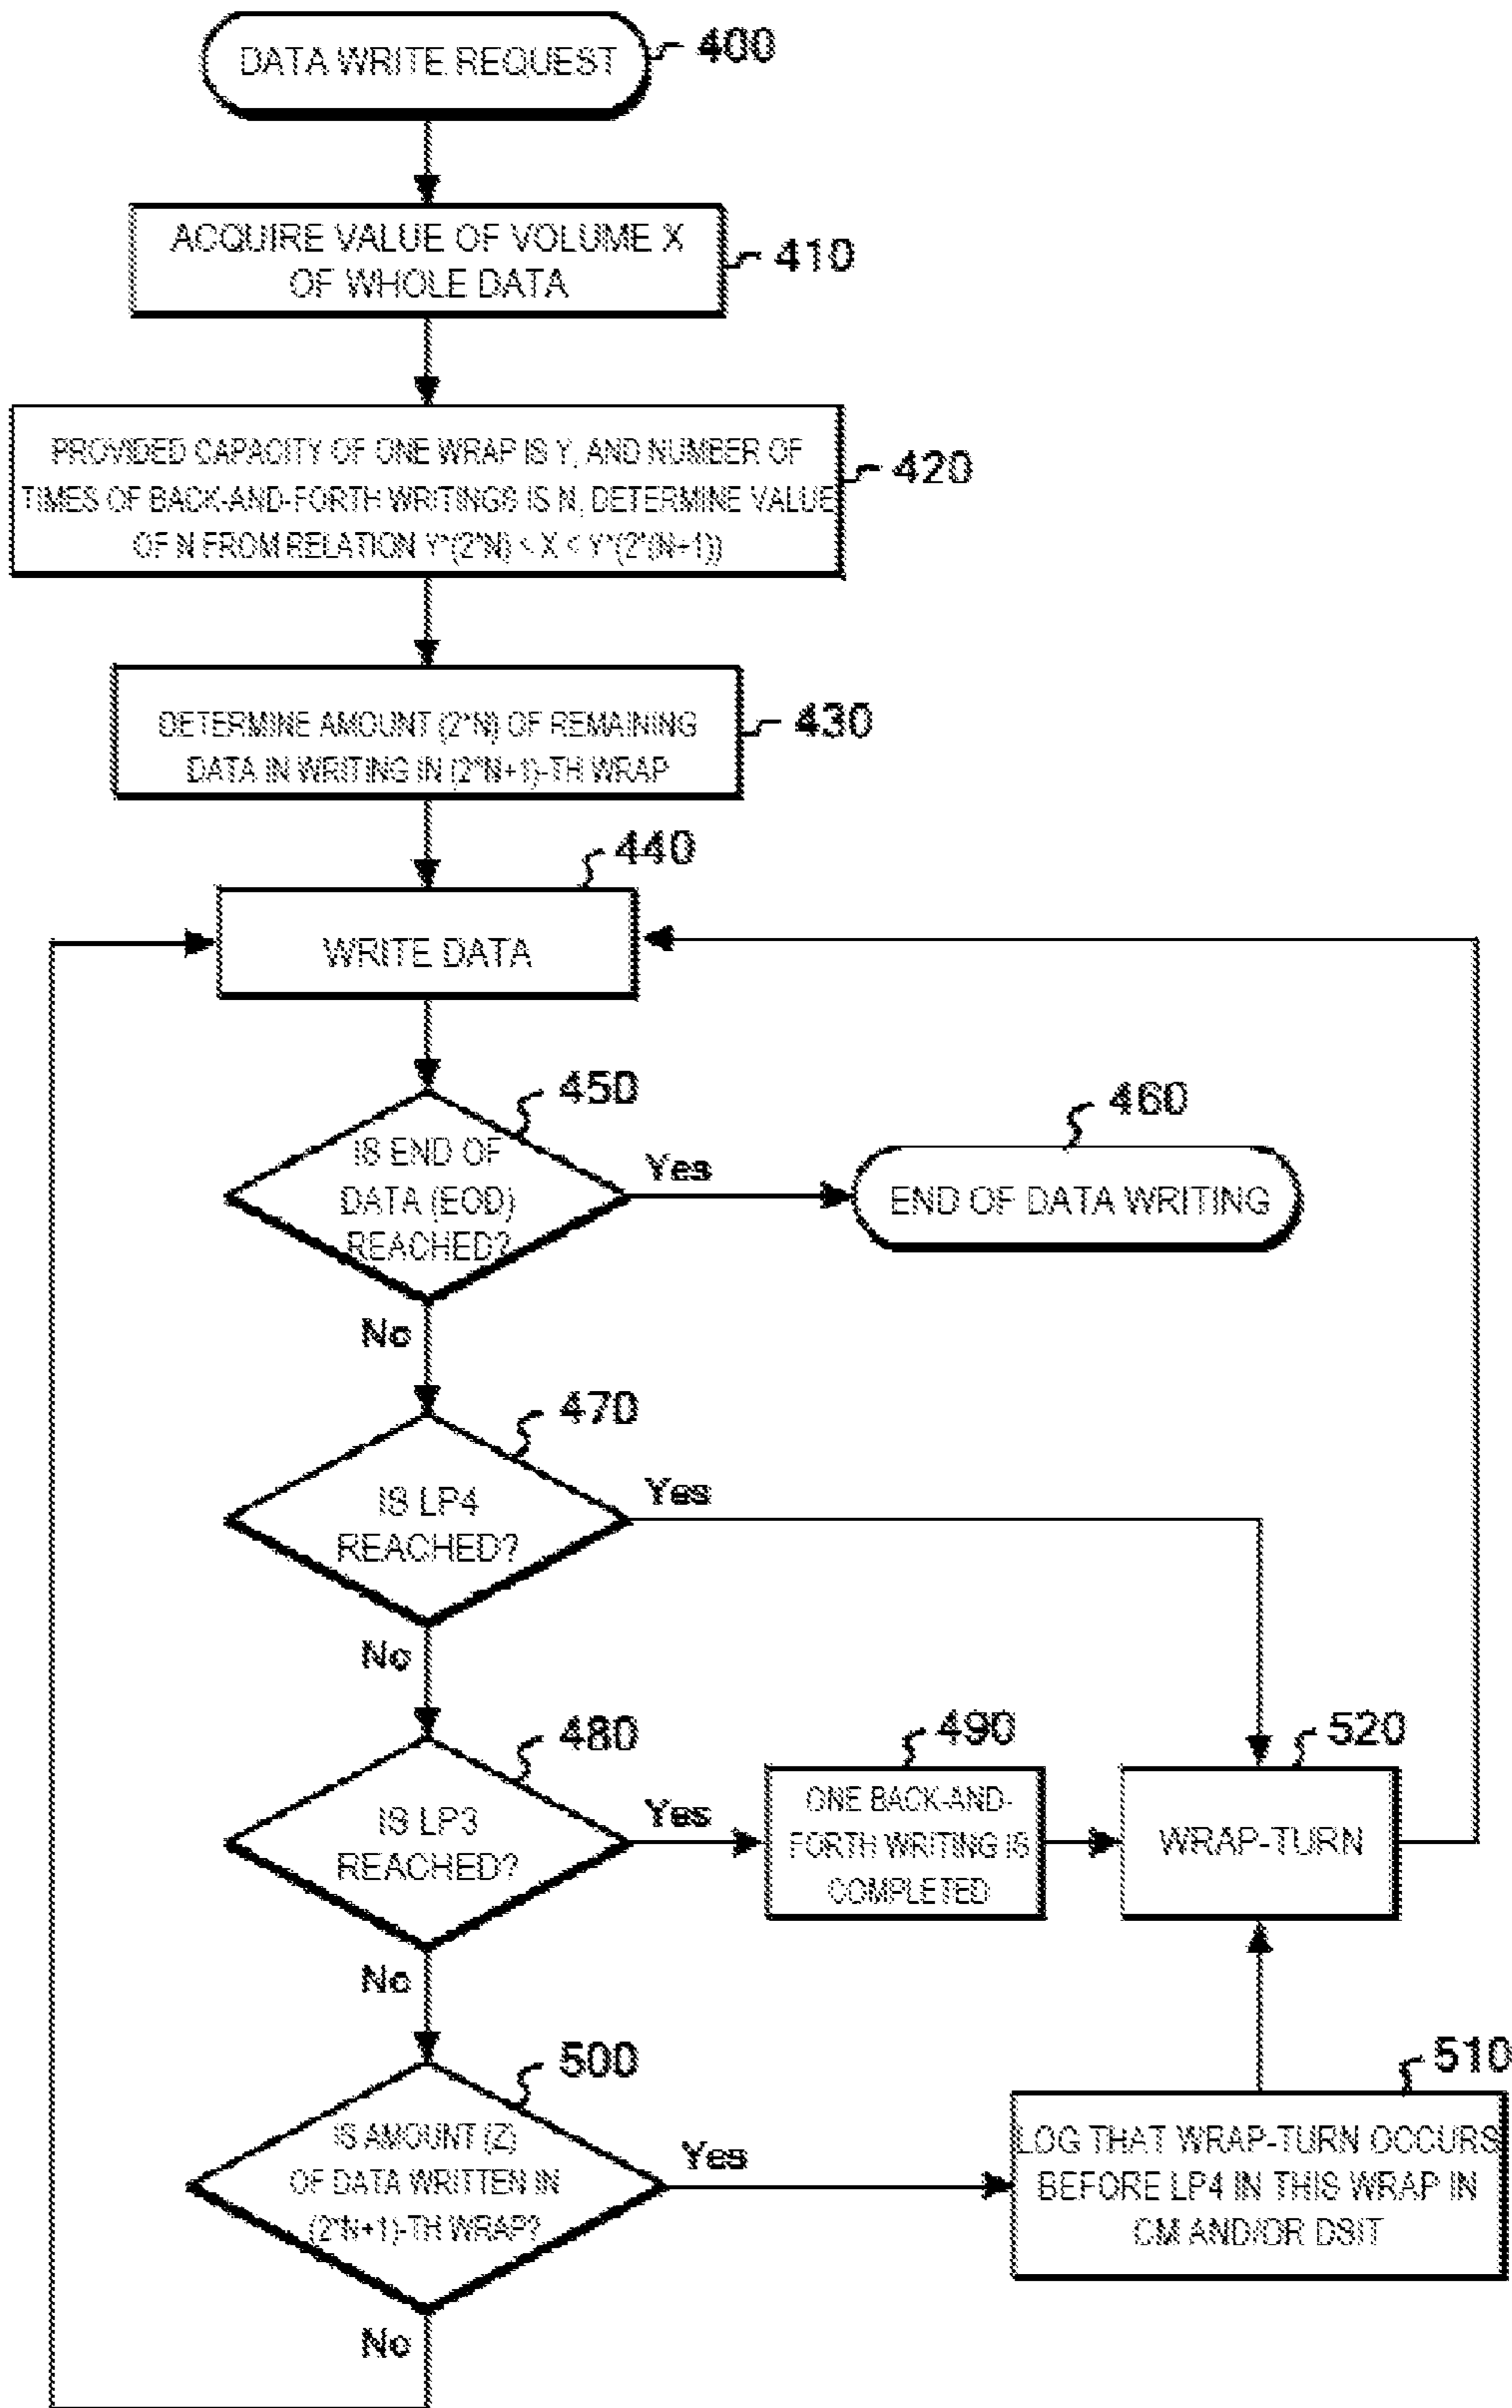 DATA WRITE REQUEST
400
ACQUIRE VALUE OF VOLUME X
OF WHOLE DATA
410
PROVIDED CAPACITY OF ONE WRAP IS Y, AND NUMBER OF
TIMES OF BACK-AND-FORTH WRITINGS IS N, DETERMINE VALUE
OF N FROM RELATION Y*(2*N) < X < Y*(2*(N+1))
420
DETERMINE AMOUNT (2*N) OF REMAINING
DATA IN WRITING IN (2*N+1)-TH WRAP
430
440
WRITE DATA
450
IS END OF
DATA (EOD)
REACHED?
Yes
460
END OF DATA WRITING
No
470
IS LP4
REACHED?
Yes
No
480
IS LP3
REACHED?
Yes
490
ONE BACK-AND-
FORTH WRITING IS
COMPLETED
520
WRAP-TURN
No
500
IS AMOUNT (Z)
OF DATA WRITTEN IN
(2*N+1)-TH WRAP?
Yes
510
LOG THAT WRAP-TURN OCCURS
BEFORE LP4 IN THIS WRAP IN
CM AND/OR DSIT
No